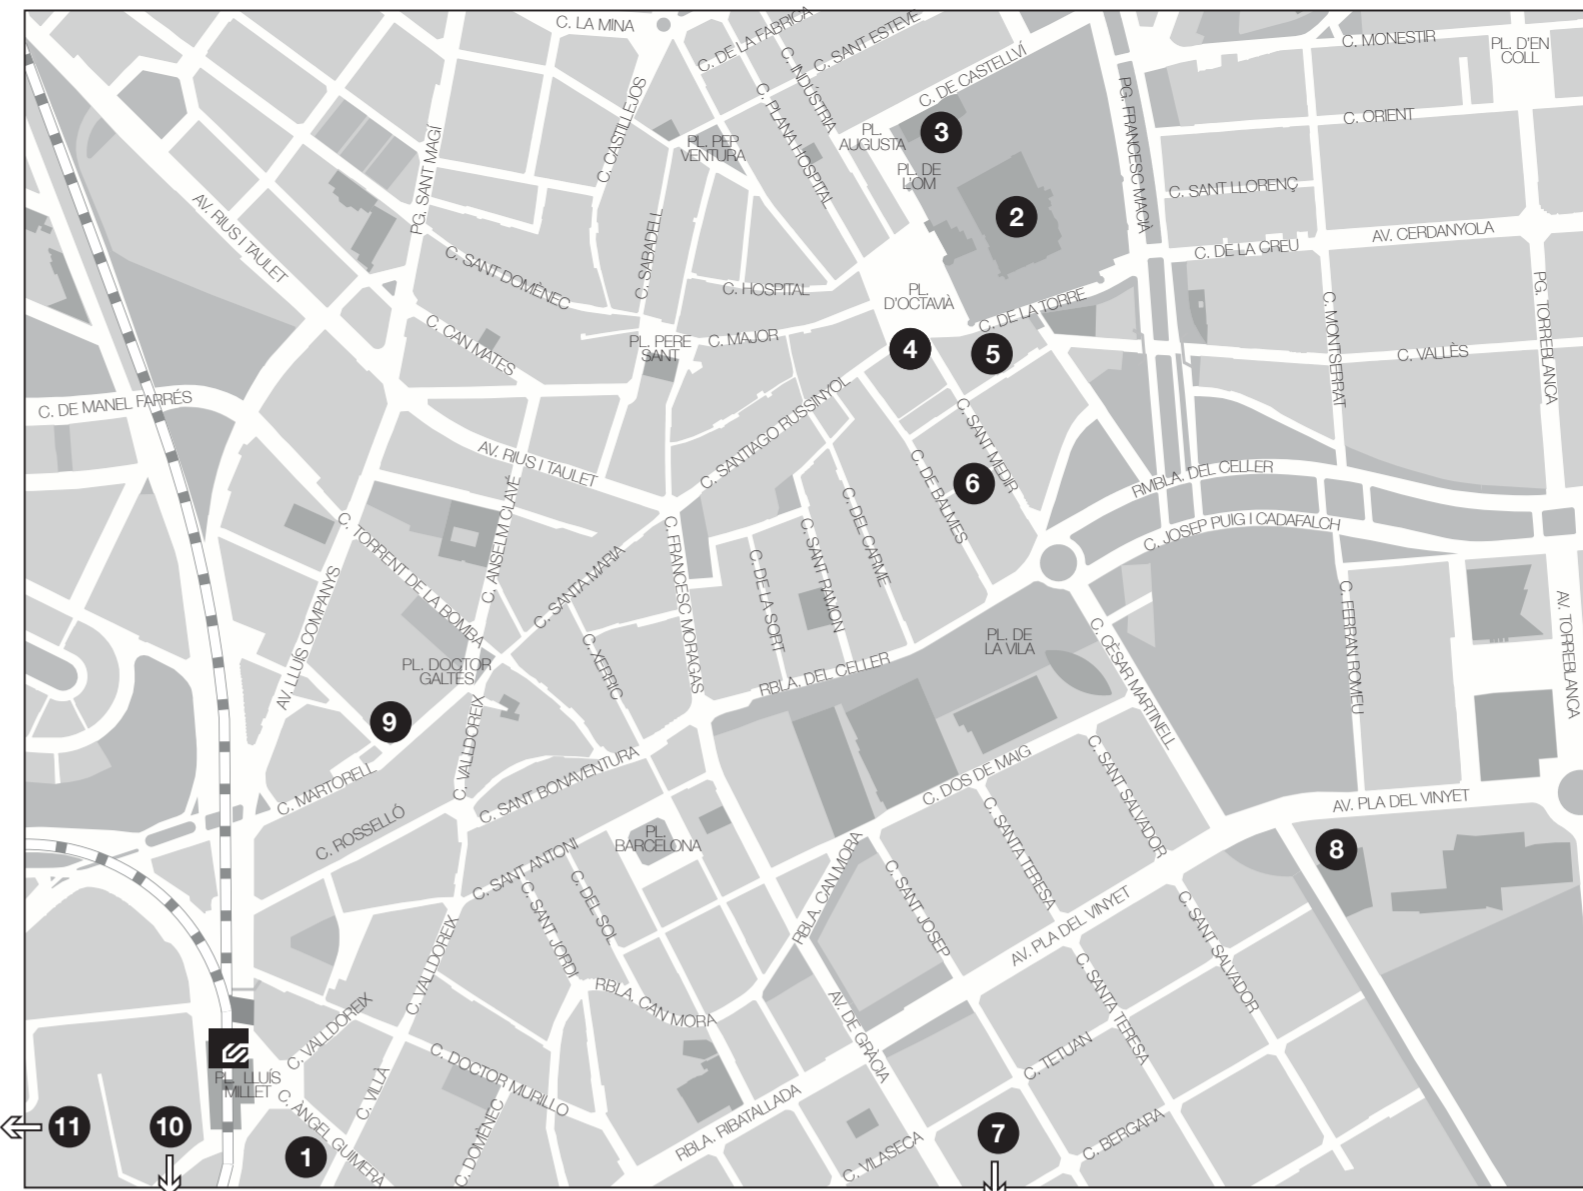 C. LA MINA
C. DE LA FABRICA
C. SANT ESTEVE
C. INDÚSTRIA
C. DE CASTELLVÍ
C. MONESTIR
PL. D'EN
COLL
C. CASTILLEJOS
C. PLANA HOSPITAL
PG. FRANCESC MACIÀ
C. ORIENT
PG. SANT MAGÍ
PL. PEP
VENTURA
PL.
AUGUSTA
3
PL. DE
L'OM
C. SANT LLORENÇ
AV. RIUS I TAULET
2
AV. CERDANYOLA
C. DE LA CREU
C. SABADELL
C. SANT DOMÈNEC
C. HOSPITAL
PL.
D'OCTAVIÀ
C. DE LA TORRE
PG. TORREBLANCA
C. MONTSERRAT
C. CAN MATES
PL. PERE
SANT
C. MAJOR
4
5
C. VALLÈS
C. DE MANEL FARRÉS
C. SANTIAGO RUSSINYOL
C. SANT MEDIR
AV. RIUS I TAULET
C. DE BALMES
6
RMBLA. DEL CELLER
C. JOSEP PUIG I CADAFALCH
C. ANSELM CLAVÉ
C. TORRENT DE LA BOMBA
C. FRANCESC MORAGAS
C. DEL CARME
C. SANT RAMON
C. DE LA SORT
C. SANTA MARIA
AV. LLUÍS COMPANYS
C. XERRIC
PL. DE
LA VILA
C. CÈSAR MARTINELL
C. FERRAN ROMEU
AV. TORREBLANCA
PL. DOCTOR
GALTÉS
RBLA. DEL CELLER
9
C. VALLDOREIX
C. MARTORELL
C. SANT BONAVENTURA
C. DOS DE MAIG
C. SANT SALVADOR
AV. PLA DEL VINYET
C. ROSSELLÓ
PL.
BARCELONA
C. SANTA TERESA
8
C. SANT ANTONI
RBLA. CAN MORA
C. SANT JORDI
C. DEL SOL
C. SANT JOSEP
AV. PLA DEL VINYET
C. SANT SALVADOR
C. VALLDOREIX
RBLA. CAN MORA
C. SANTA TERESA
C. VALLDOREIX
AV. DE GRÀCIA
PL. LLUÍS
MILLET
C. VILLÀ
C. DOCTOR MURILLO
C. TETUAN
11
10
C. ÀNGEL GUIMERÀ
1
C. DOMÈNEC
RBLA. RIBATALLADA
C. VILASECA
7
C. BERGARA